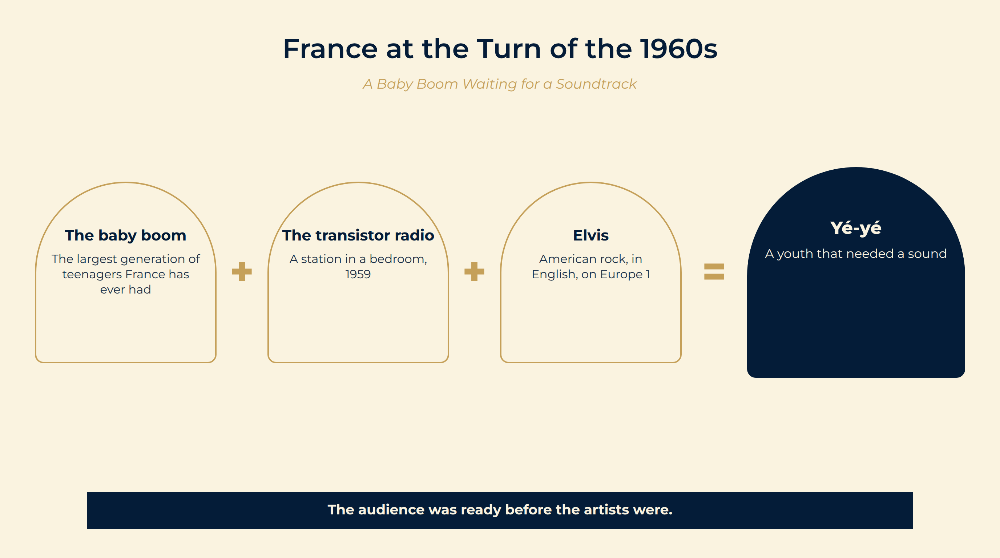 France at the Turn of the 1960s
A Baby Boom Waiting for a Soundtrack
The baby boom
The largest generation of
teenagers France has
ever had
+
The transistor radio
A station in a bedroom,
1959
+
Elvis
American rock, in
English, on Europe 1
=
Yé-yé
A youth that needed a sound
The audience was ready before the artists were.